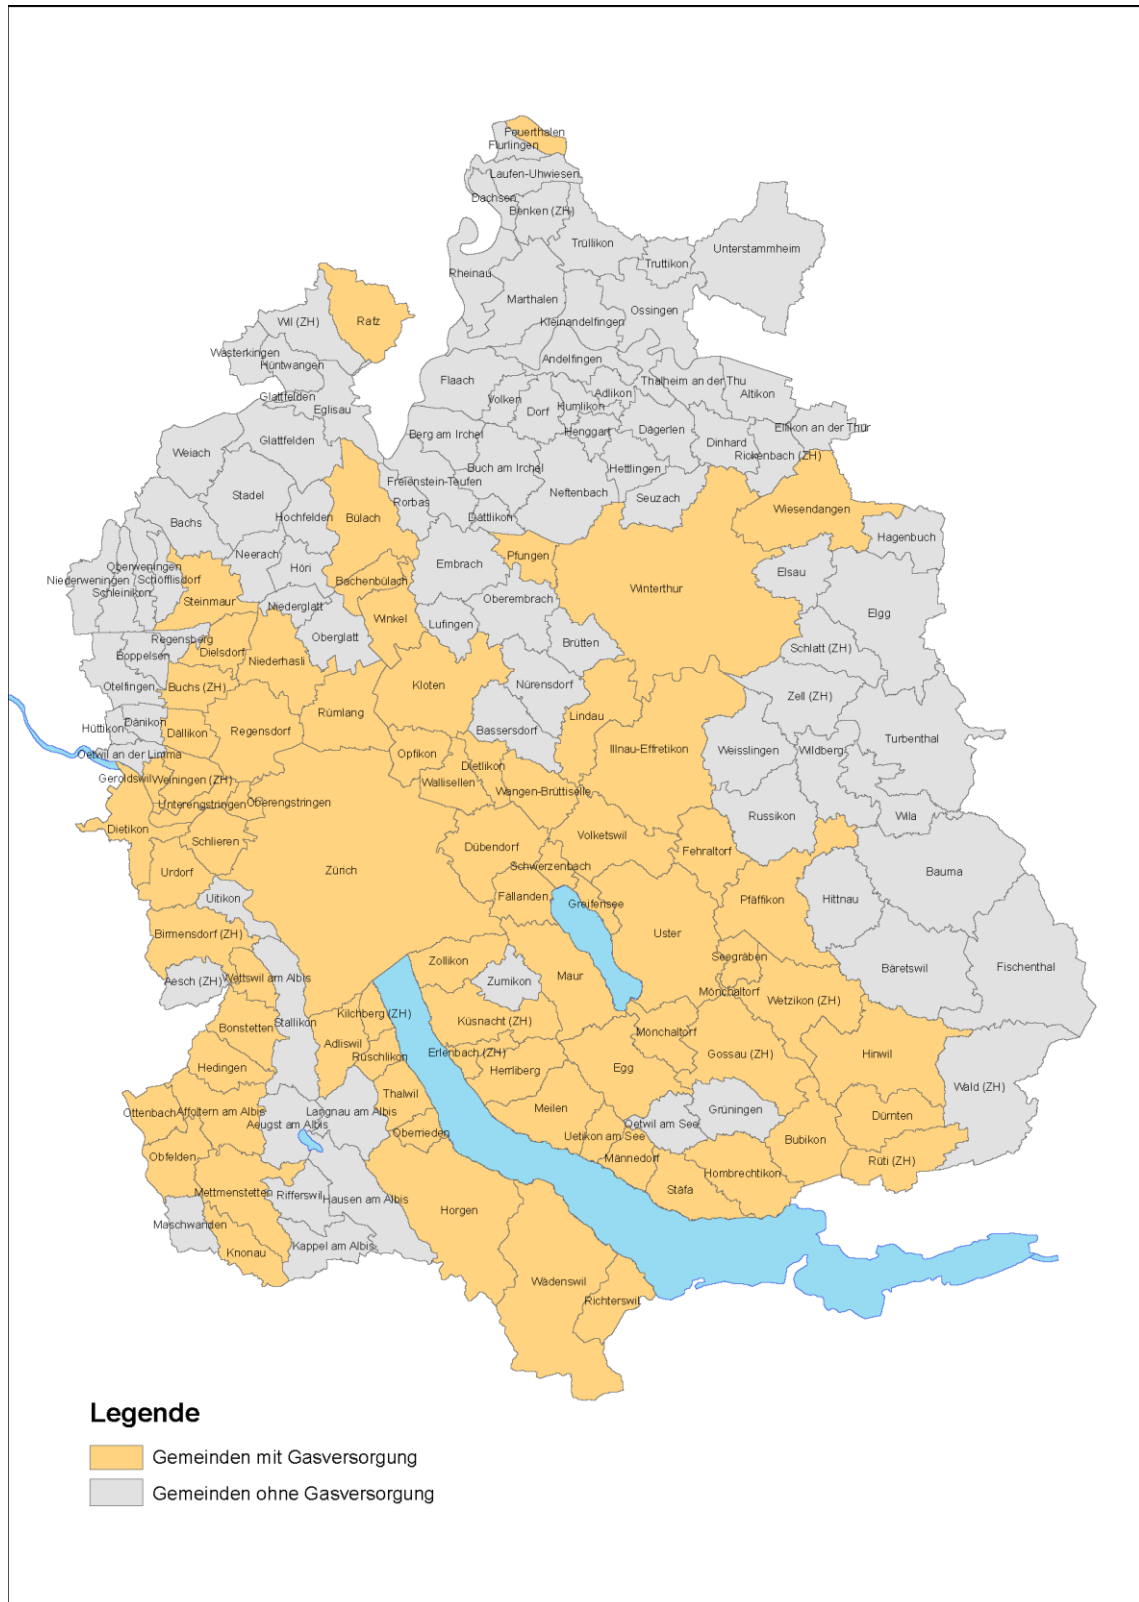 Feuerthalen
Flurlingen
Laufen-Uhwiesen
Dachsen
Benken (ZH)
Trüllikon
Truttikon
Unterstammheim
Rheinau
Marthalen
Ossingen
Kleinandelfingen
Rafz
Wil (ZH)
Wasterkingen
Hüntwangen
Andelfingen
Flaach
Thalheim an der Thu
Altikon
Adlikon
Volken
Dorf
Humlikon
Glattfelden
Eglisau
Ellikon an der Thur
Dägerlen
Henggart
Berg am Irchel
Glattfelden
Dinhard
Weiach
Rickenbach (ZH)
Buch am Irchel
Hettlingen
Freienstein-Teufen
Neftenbach
Stadel
Seuzach
Rorbas
Wiesendangen
Hochfelden
Bülach
Dättlikon
Bachs
Hagenbuch
Neerach
Pfungen
Embrach
Oberweningen
Höri
Elsau
Niederweningen
Schöfflisdorf
Bachenbülach
Winterthur
Schleinikon
Steinmaur
Oberembrach
Niederglatt
Elgg
Winkel
Lufingen
Regensberg
Oberglatt
Brütten
Schlatt (ZH)
Dielsdorf
Boppelsen
Niederhasli
Otelfingen
Buchs (ZH)
Kloten
Nürensdorf
Zell (ZH)
Turbenthal
Rümlang
Lindau
Dänikon
Hüttikon
Dällikon
Regensdorf
Bassersdorf
Illnau-Effretikon
Weisslingen
Wildberg
Oetwil an der Limma
Opfikon
Dietlikon
Geroldswil
Weiningen (ZH)
Wallisellen
Wangen-Brüttiselle
Unterengstringen
Oberengstringen
Russikon
Wila
Dietikon
Schlieren
Volketswil
Dübendorf
Fehraltorf
Zürich
Schwerzenbach
Urdorf
Bauma
Uitikon
Fällanden
Greifensee
Pfäffikon
Hittnau
Birmensdorf (ZH)
Uster
Seegräben
Zollikon
Bäretswil
Fischenthal
Aesch (ZH)
Wettswil am Albis
Zumikon
Maur
Mönchaltorf
Wetzikon (ZH)
Kilchberg (ZH)
Küsnacht (ZH)
Stallikon
Bonstetten
Mönchaltorf
Adliswil
Rüschlikon
Erlenbach (ZH)
Gossau (ZH)
Hinwil
Hedingen
Herrliberg
Egg
Wald (ZH)
Thalwil
Meilen
Grüningen
Ottenbach
Affoltern am Albis
Langnau am Albis
Dürnten
Aeugst am Albis
Oetwil am See
Oberrieden
Uetikon am See
Bubikon
Obfelden
Männedorf
Rüti (ZH)
Hombrechtikon
Mettmenstetten
Rifferswil
Hausen am Albis
Stäfa
Horgen
Maschwanden
Kappel am Albis
Knonau
Wädenswil
Richterswil
Legende
Gemeinden mit Gasversorgung
Gemeinden ohne Gasversorgung